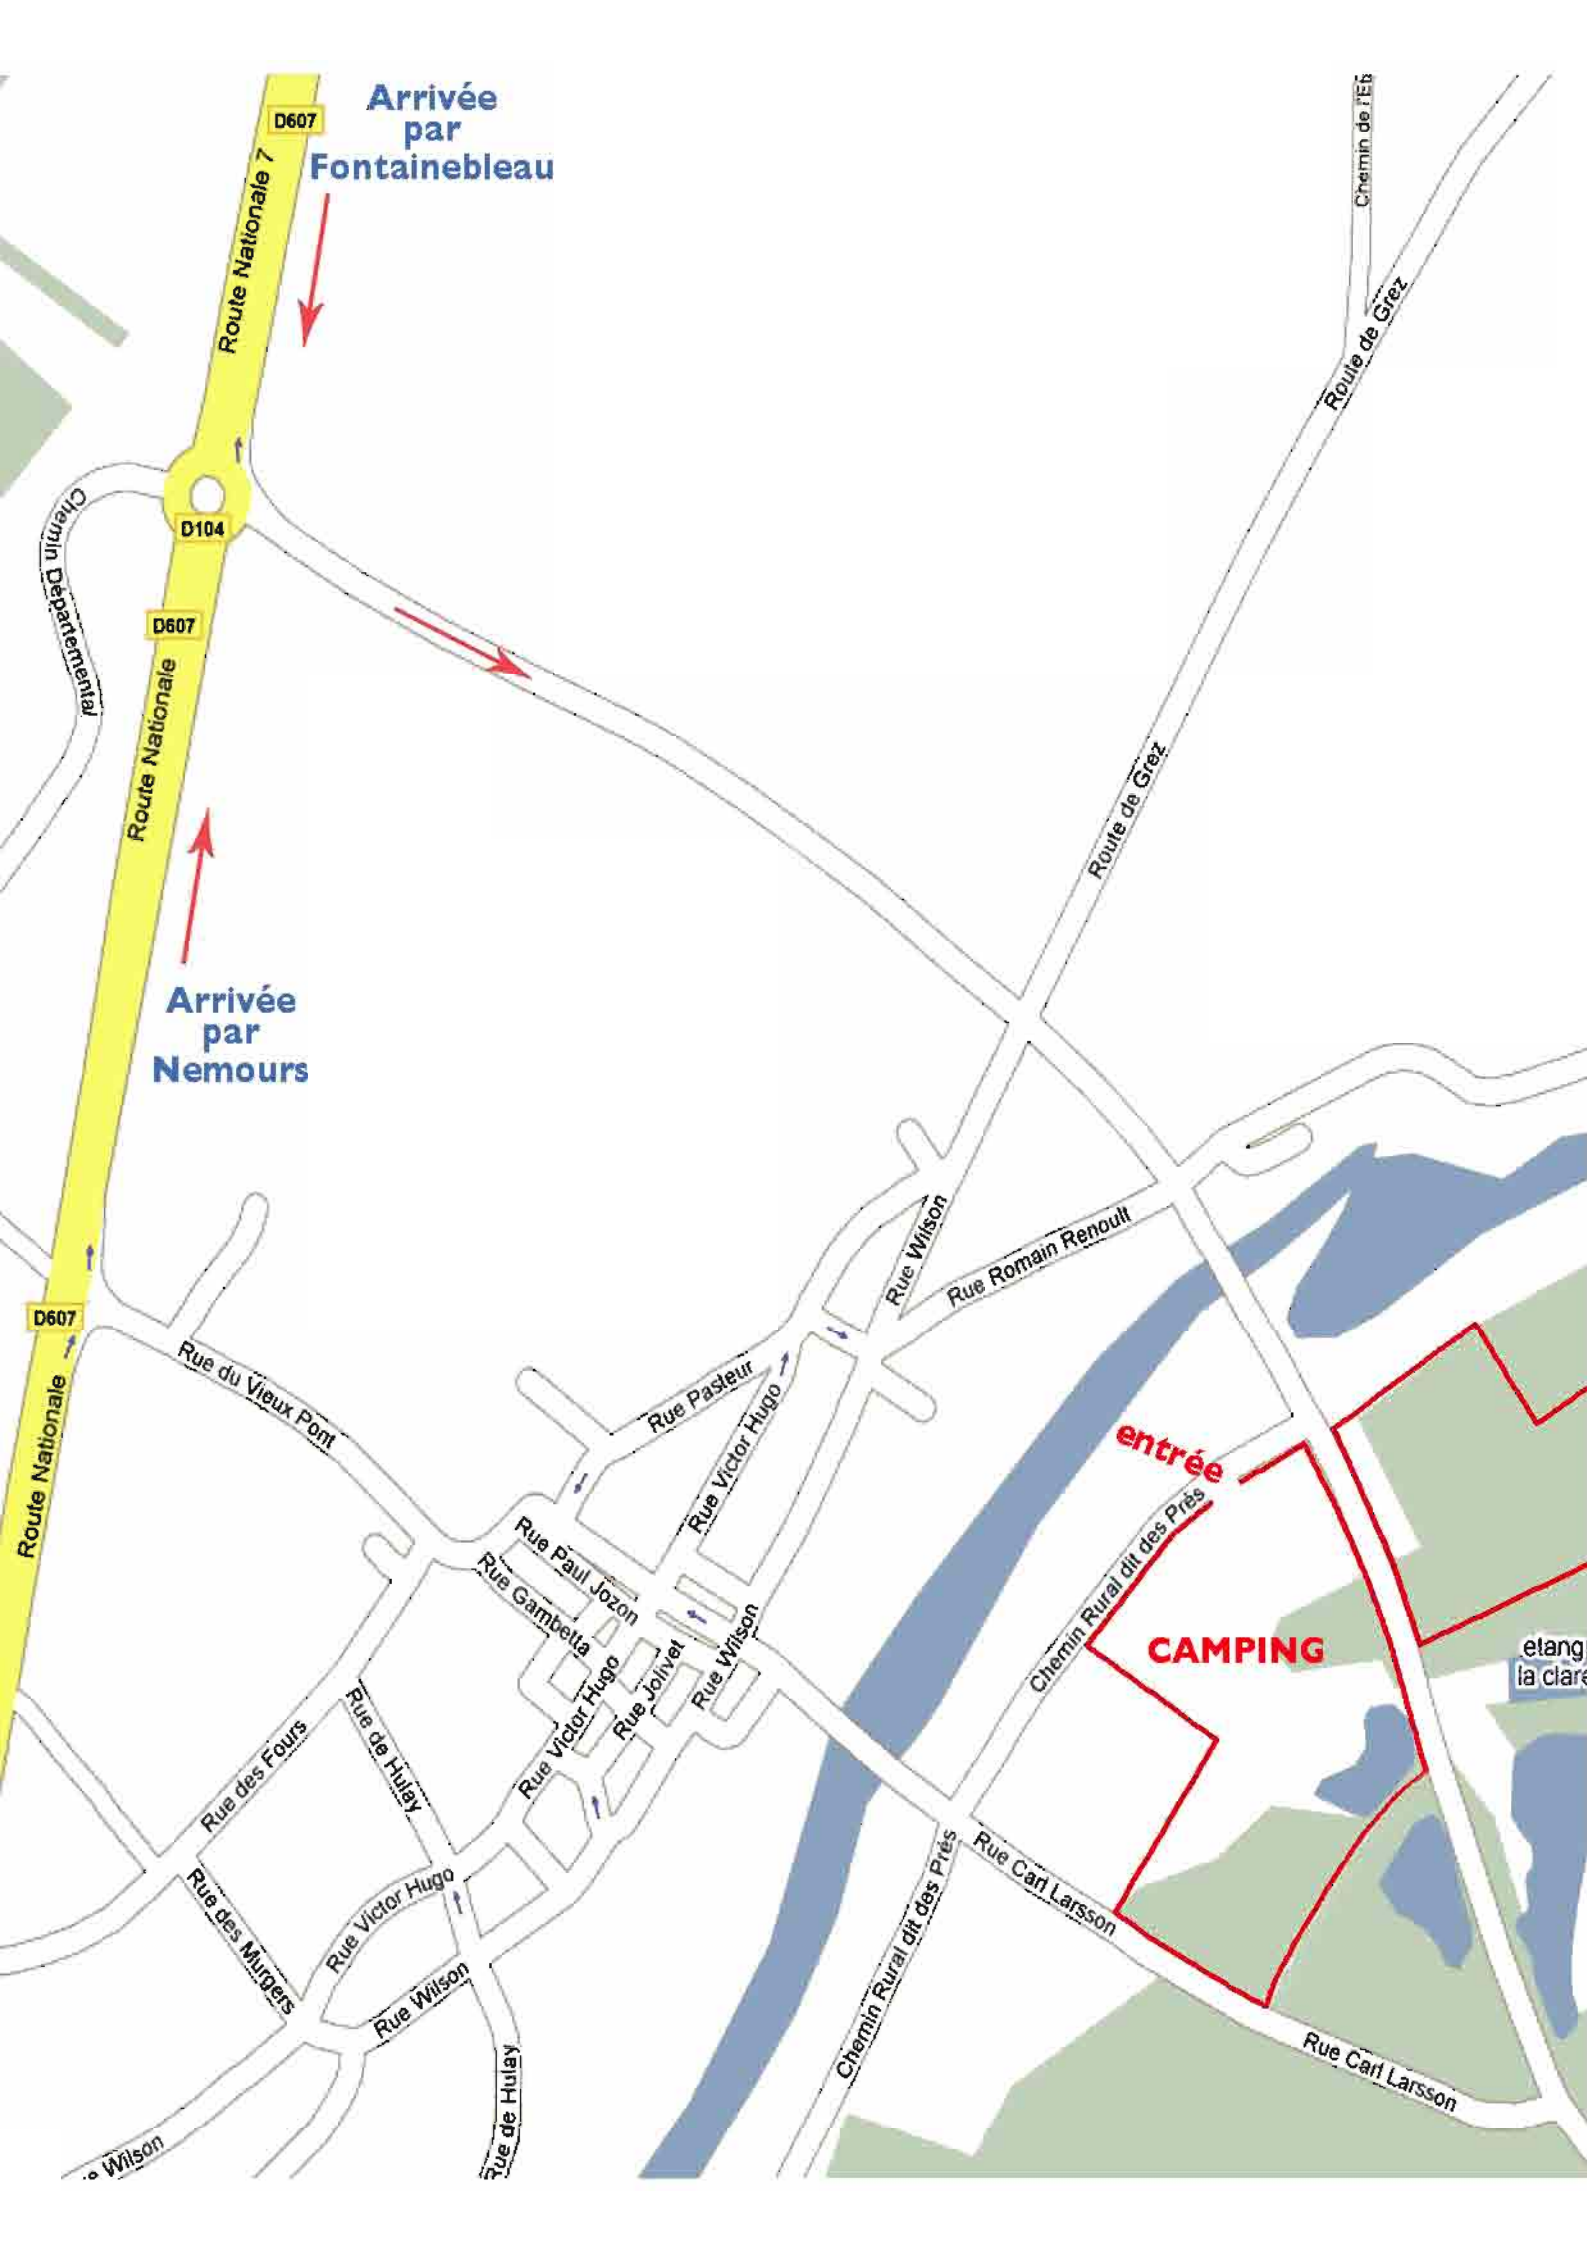 D607
Arrivée
par
Fontainebleau
Route Nationale 7
Chemin de l'Et
Route de Grez
Chemin Départemental
D104
D607
Route Nationale
Route de Grez
Arrivée
par
Nemours
D607
Route Nationale
Rue du Vieux Pont
Rue Pasteur
Rue Victor Hugo
Rue Wilson
Rue Romain Renoult
entrée
Chemin Rural dit des Prés
CAMPING
etang
la clare
Rue Paul Jozon
Rue Gambetta
Rue Victor Hugo
Rue Jolivet
Rue Wilson
Rue des Fours
Rue de Hulay
Rue des Murgers
Rue Victor Hugo
Rue Wilson
Chemin Rural dit des Prés
Rue Carl Larsson
Rue Carl Larsson
Rue de Hulay
e Wilson